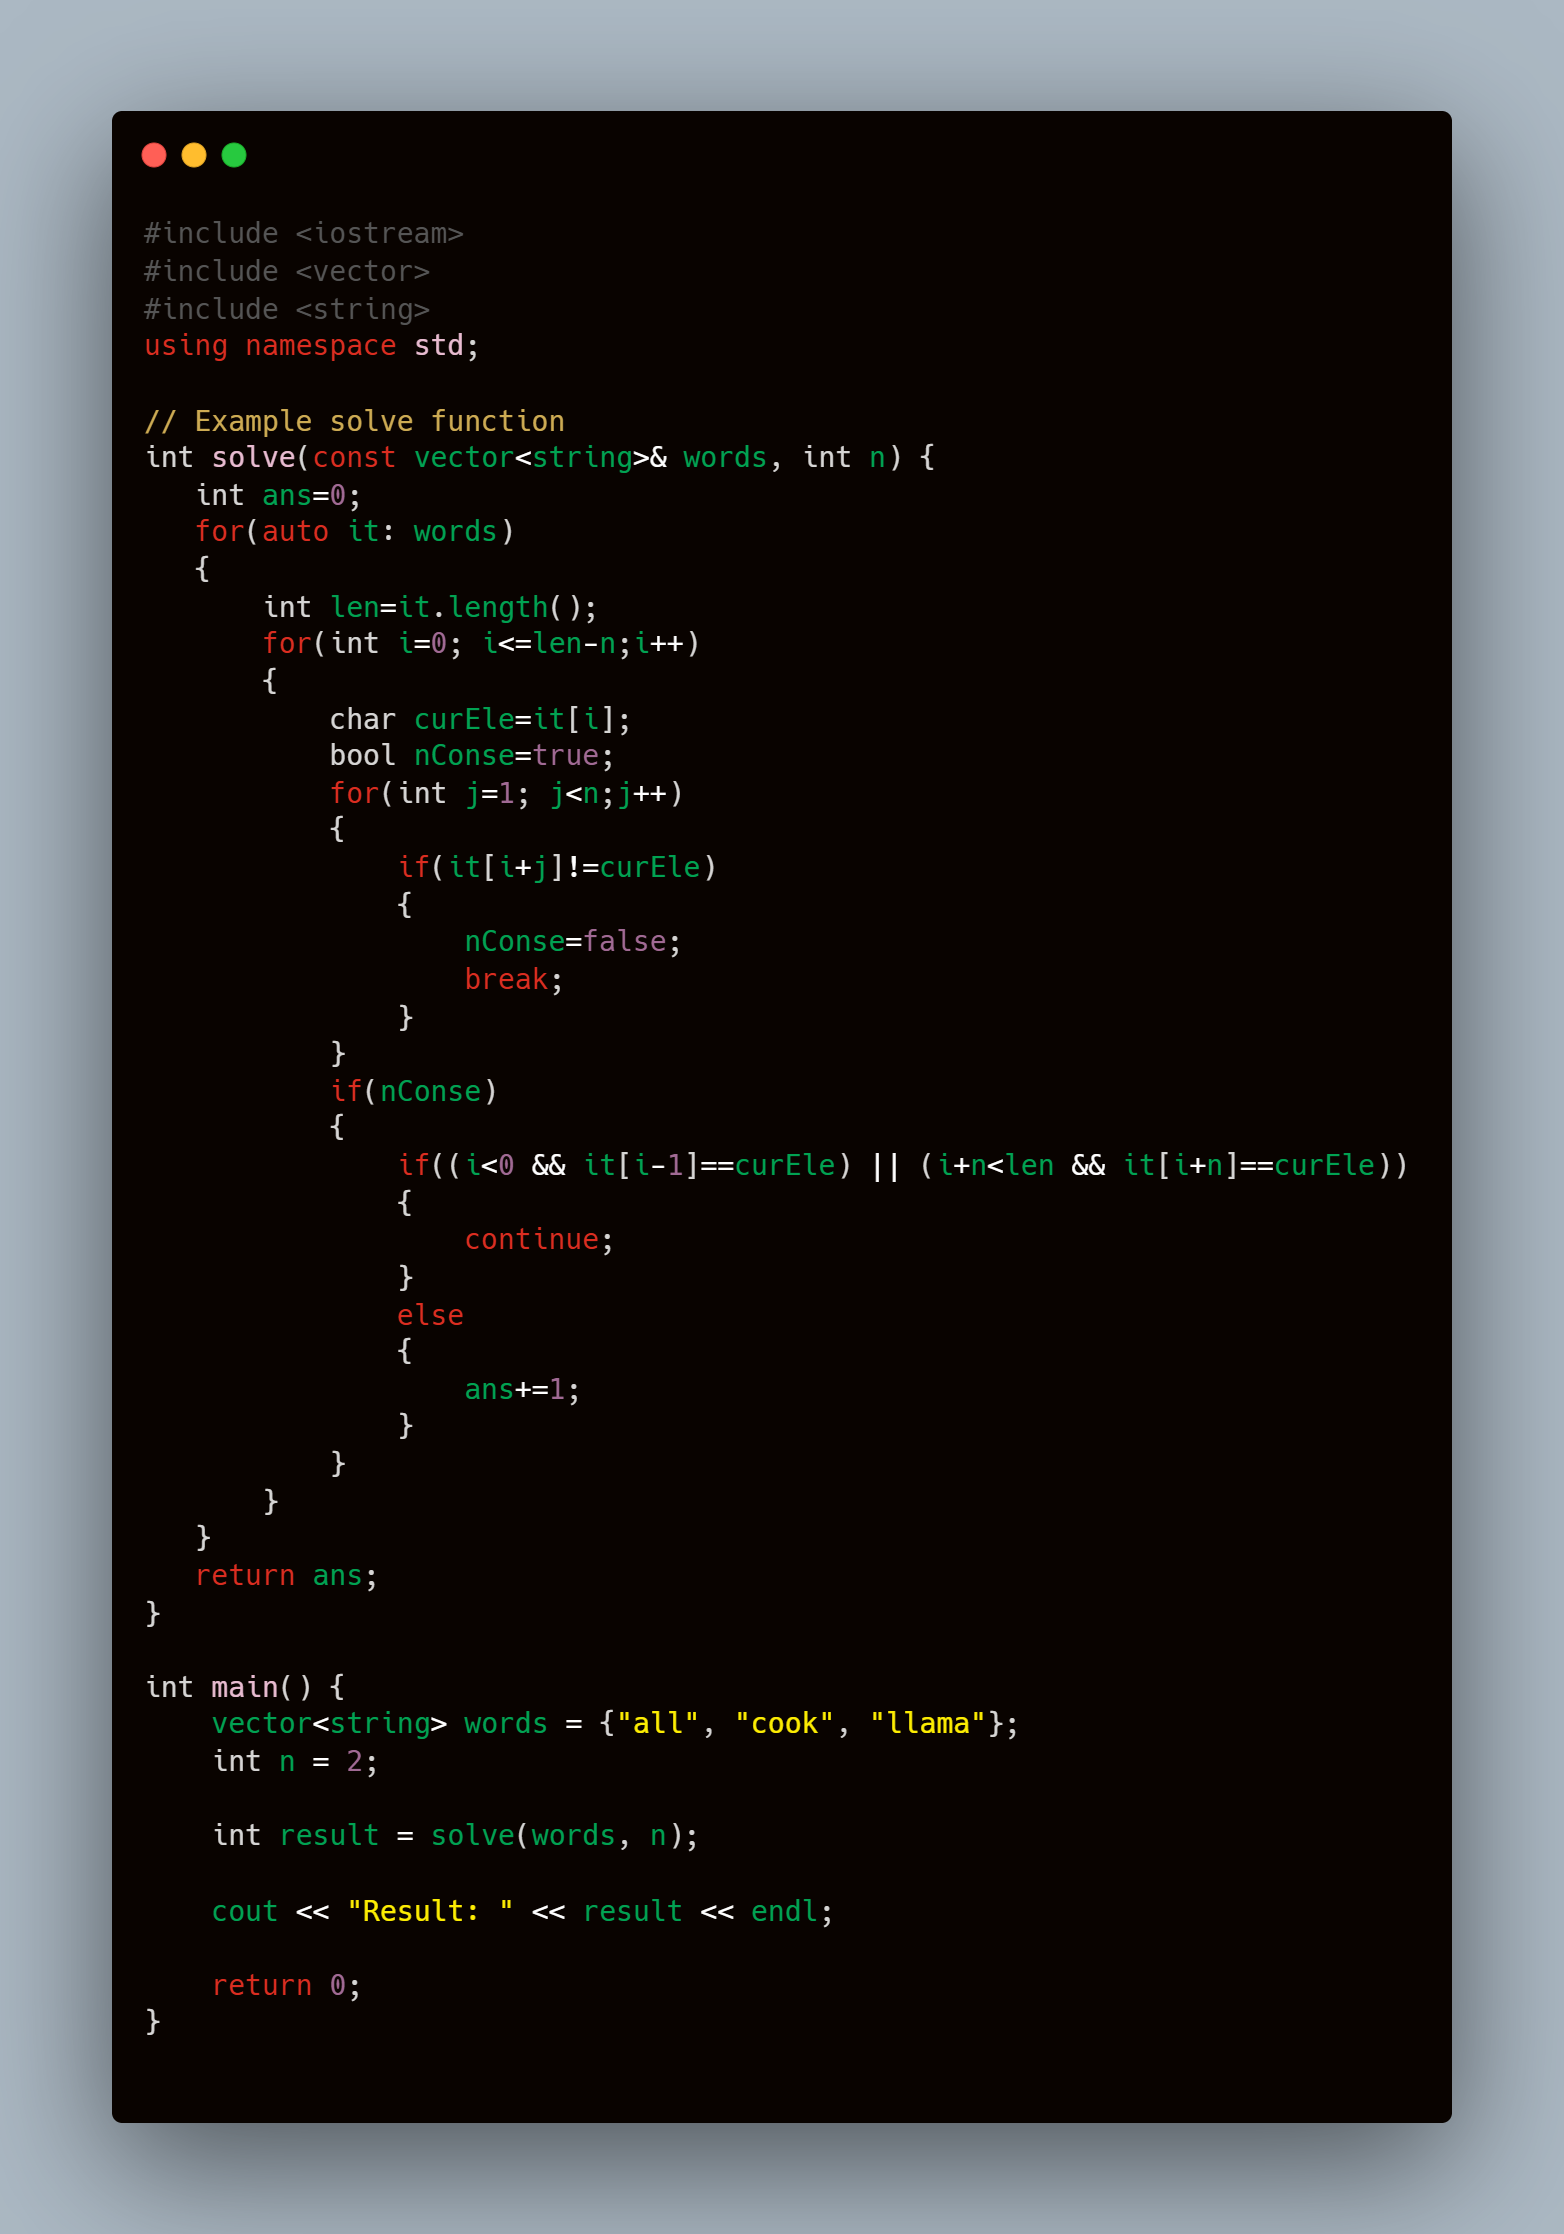 #include <iostream>
#include <vector>
#include <string>
using namespace std;

// Example solve function
int solve(const vector<string>& words, int n) {
   int ans=0;
   for(auto it: words)
   {
       int len=it.length();
       for(int i=0; i<=len-n;i++)
       {
           char curEle=it[i];
           bool nConse=true;
           for(int j=1; j<n;j++)
           {
               if(it[i+j]!=curEle)
               {
                   nConse=false;
                   break;
               }
           }
           if(nConse)
           {
               if((i<0 && it[i-1]==curEle) || (i+n<len && it[i+n]==curEle))
               {
                   continue;
               }
               else
               {
                   ans+=1;
               }
           }
       }
   }
   return ans;
}

int main() {
    vector<string> words = {"all", "cook", "llama"};
    int n = 2;

    int result = solve(words, n);

    cout << "Result: " << result << endl;

    return 0;
}